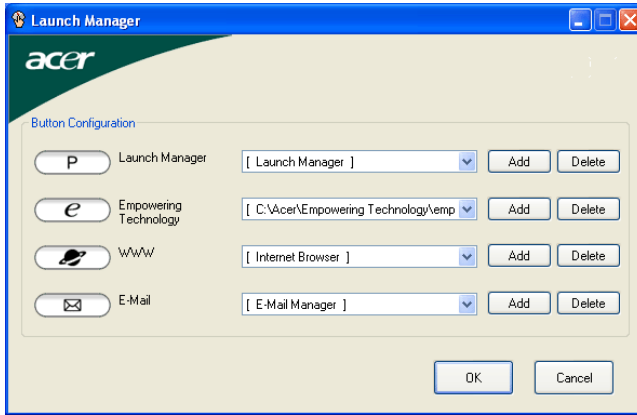 Launch Manager
acer
Button Configuration
P Launch Manager [ Launch Manager ] Add Delete
e Empowering Technology [ C:\Acer\Empowering Technology\emp Add Delete
WWW [ Internet Browser ] Add Delete
E-Mail [ E-Mail Manager ] Add Delete
OK Cancel